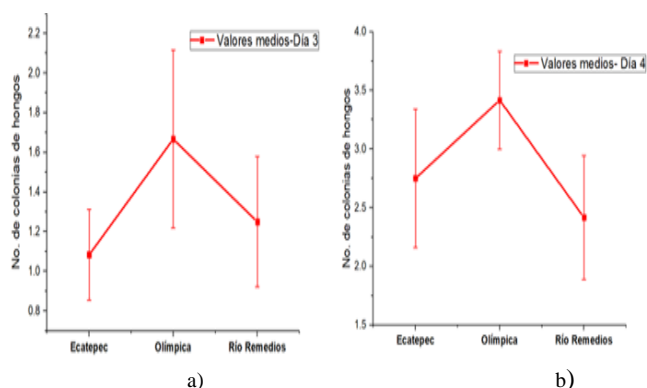 No. de colonias de hongos
2.2
2.0
1.8
1.6
1.4
1.2
1.0
0.8
Valores medios-Día 3
Ecatepec Olímpica Río Remedios
a)
No. de colonias de hongos
4.0
3.5
3.0
2.5
2.0
1.5
Valores medios- Día 4
Ecatepec Olímpica Río Remedios
b)